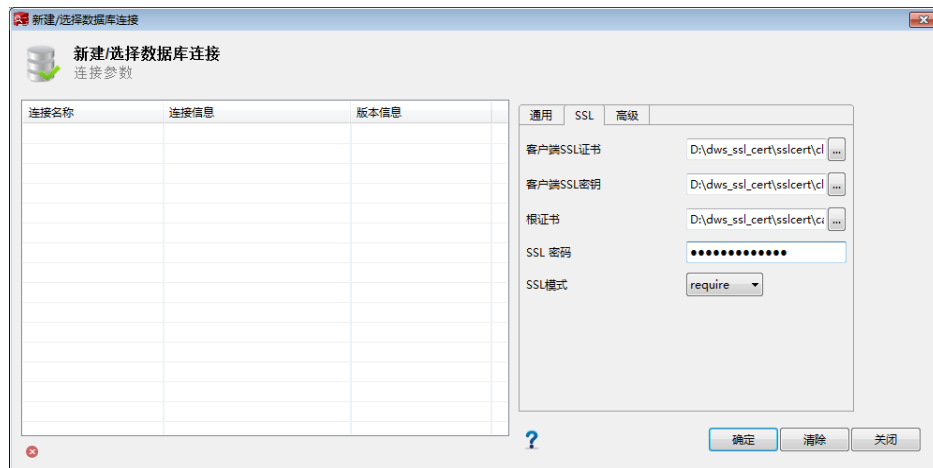 新建/选择数据库连接
新建/选择数据库连接
连接参数
连接名称 连接信息 版本信息
通用 SSL 高级
客户端SSL证书 D:\dws_ssl_cert\sslcert\cl ...
客户端SSL密钥 D:\dws_ssl_cert\sslcert\cl ...
根证书 D:\dws_ssl_cert\sslcert\ca ...
SSL 密码 ●●●●●●●●●●●●●
SSL模式 require
? 确定 清除 关闭